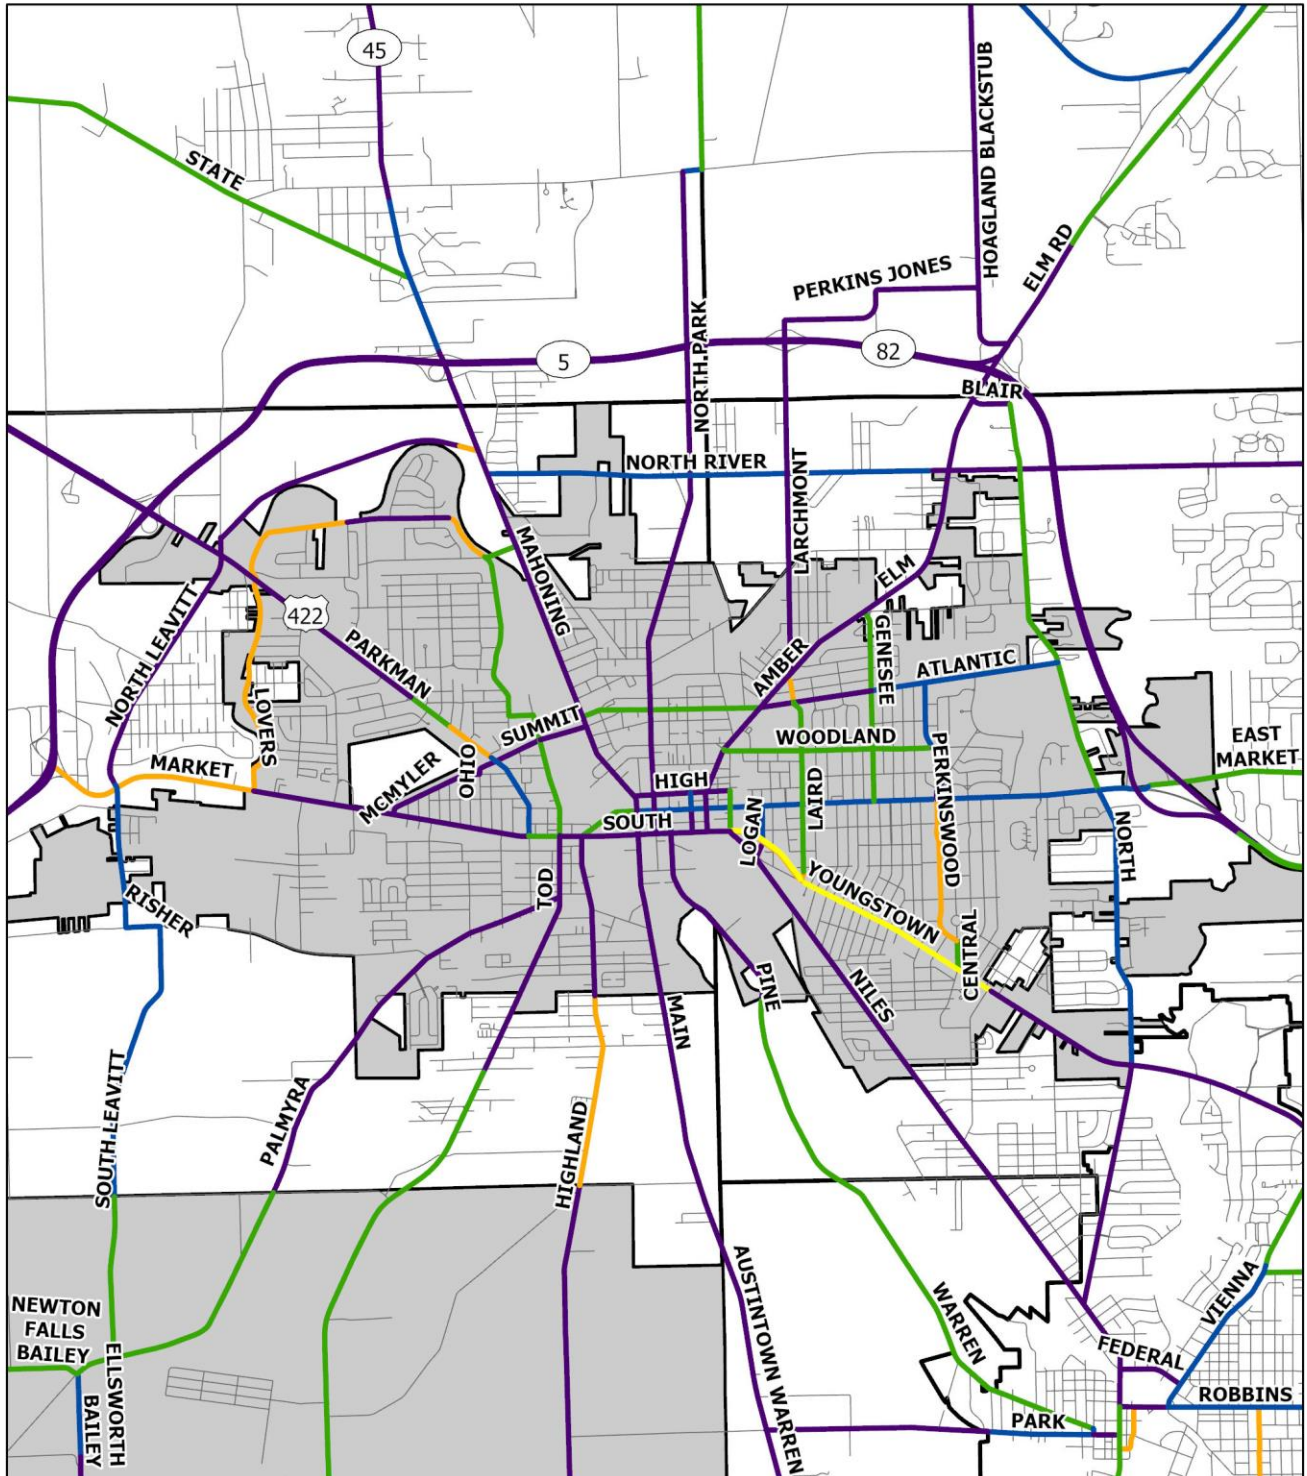 45
HOAGLAND BLACKSTUB
STATE
ELM RD
PERKINS JONES
NORTH PARK
5
82
BLAIR
NORTH RIVER
LARCHMONT
MAHONING
ELM
422
NORTH LEAVITT
PARKMAN
GENESEE
AMBER
ATLANTIC
LOVERS
SUMMIT
WOODLAND
EAST
MARKET
MARKET
OHIO
PERKINSWOOD
MCMYLER
HIGH
LAIRD
SOUTH
LOGAN
NORTH
TOD
RISHER
YOUNGSTOWN
CENTRAL
PINE
NILES
MAIN
SOUTH LEAVITT
PALMYRA
HIGHLAND
AUSTINTOWN WARREN
VIENNA
NEWTON
FALLS
BAILEY
WARREN
FEDERAL
ELLSWORTH
BAILEY
ROBBINS
PARK